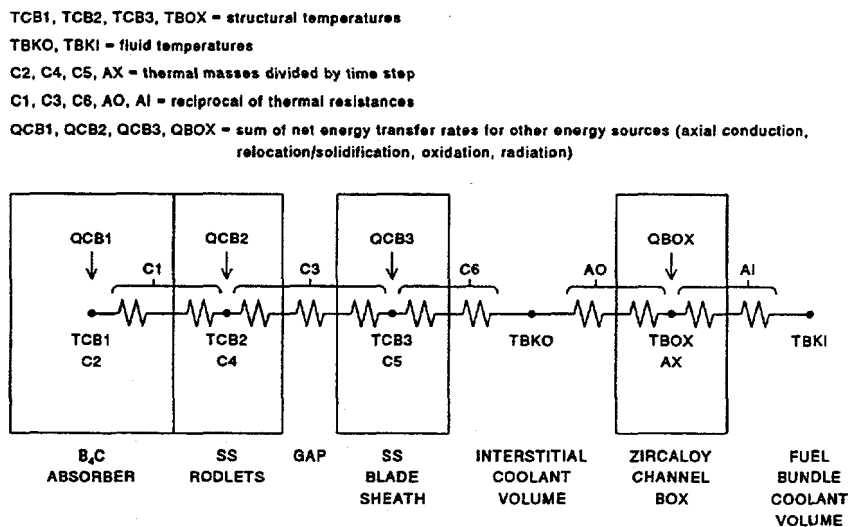 TCB1, TCB2, TCB3, TBOX = structural temperatures
TBKO, TBKI = fluid temperatures
C2, C4, C5, AX = thermal masses divided by time step
C1, C3, C6, AO, AI = reciprocal of thermal resistances
QCB1, QCB2, QCB3, QBOX = sum of net energy transfer rates for other energy sources (axial conduction,
relocation/solidification, oxidation, radiation)
QCB1 QCB2 QCB3 QBOX
C1 C3 C6 AO AI
TCB1 TCB2 TCB3 TBKO TBOX TBKI
C2 C4 C5 AX
B₄C SS GAP SS INTERSTITIAL ZIRCALOY FUEL
ABSORBER RODLETS BLADE COOLANT CHANNEL BUNDLE
SHEATH VOLUME BOX COOLANT
VOLUME